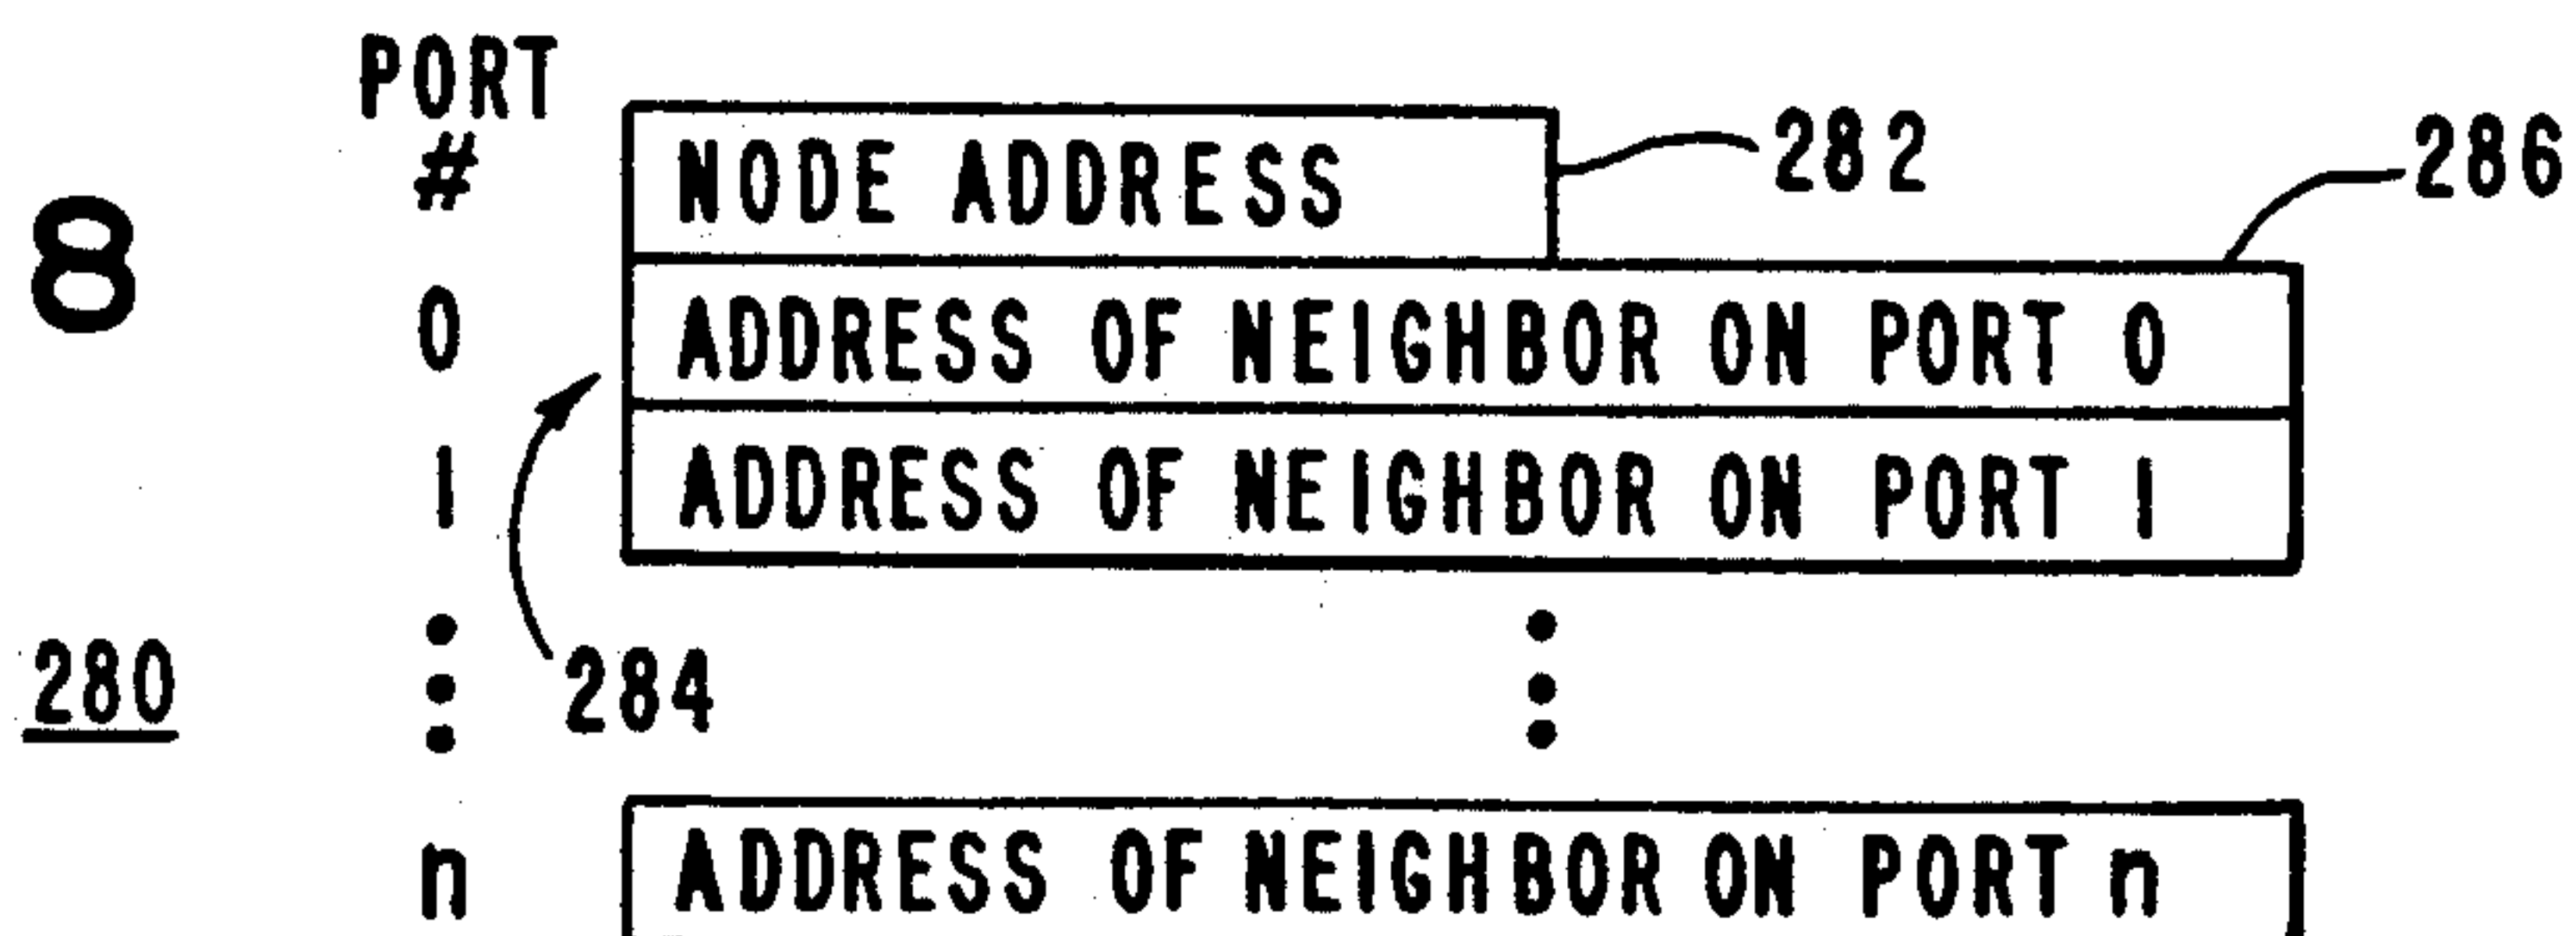 PORT
#
NODE ADDRESS
282
286
8
0
ADDRESS OF NEIGHBOR ON PORT 0
1
ADDRESS OF NEIGHBOR ON PORT 1
280
284
n
ADDRESS OF NEIGHBOR ON PORT n